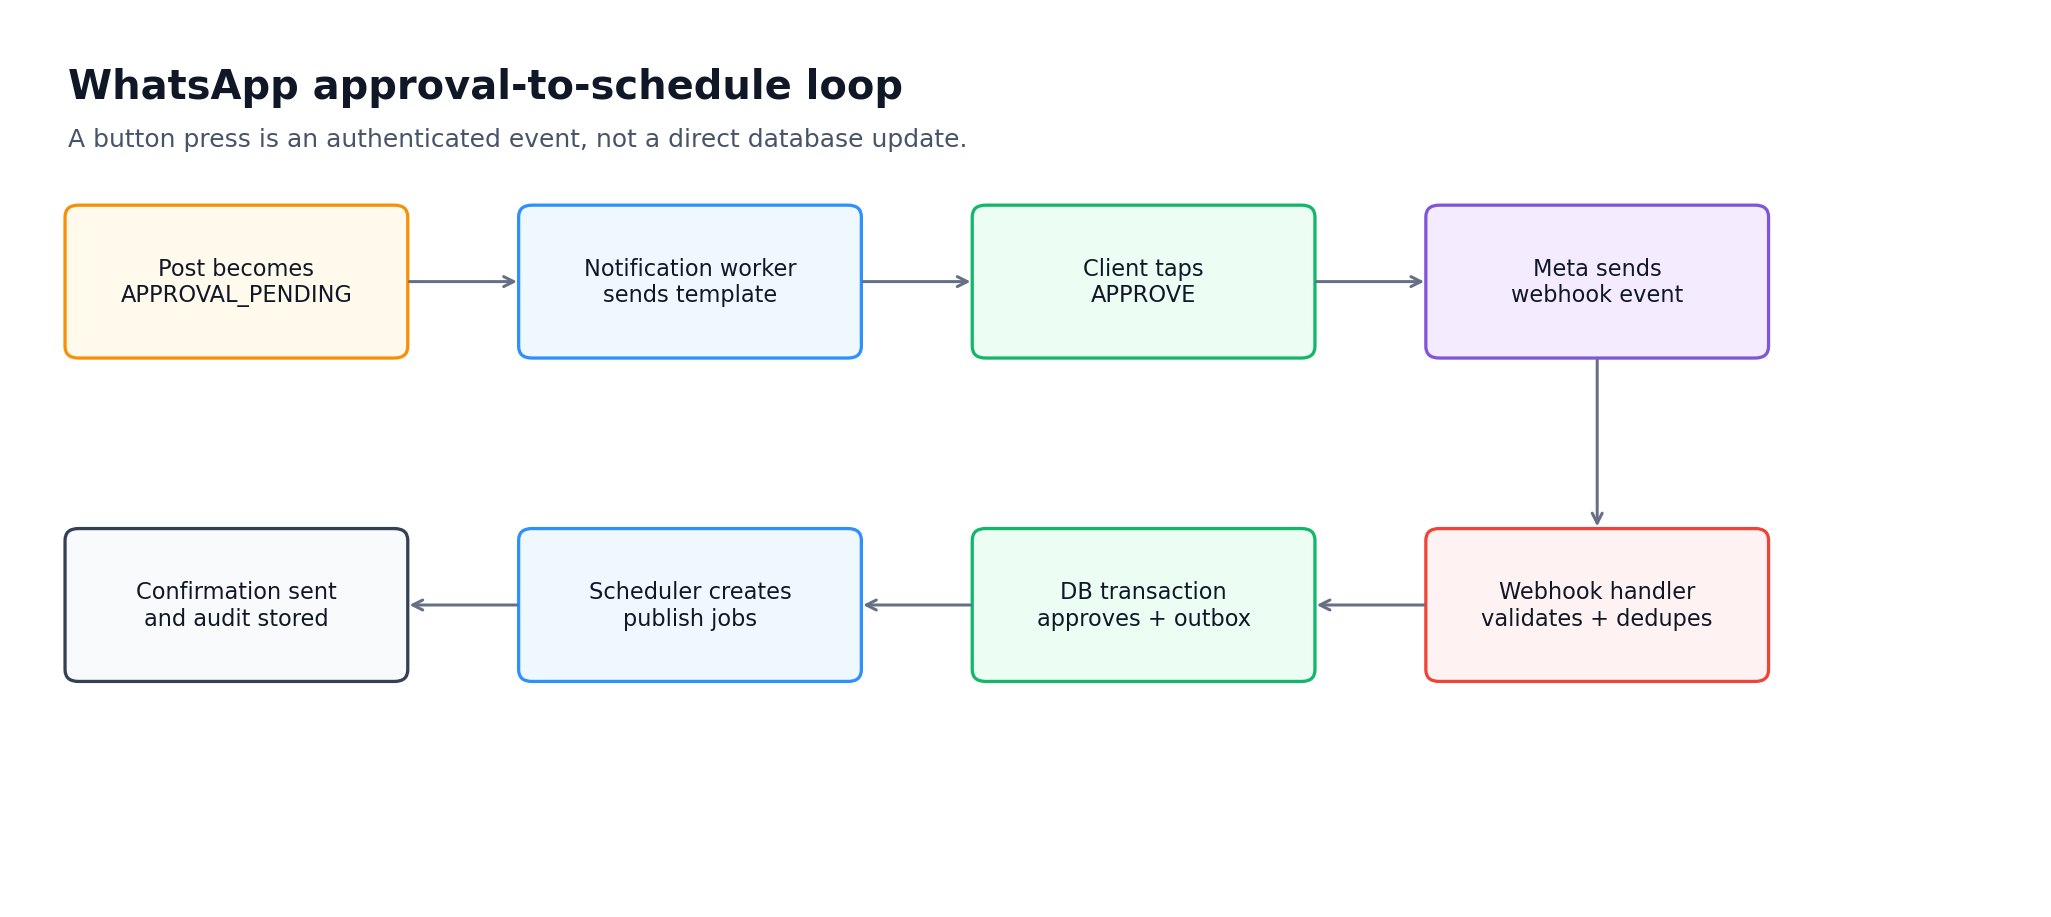 WhatsApp approval-to-schedule loop
A button press is an authenticated event, not a direct database update.
Post becomes
APPROVAL_PENDING
Notification worker
sends template
Client taps
APPROVE
Meta sends
webhook event
Webhook handler
validates + dedupes
DB transaction
approves + outbox
Scheduler creates
publish jobs
Confirmation sent
and audit stored